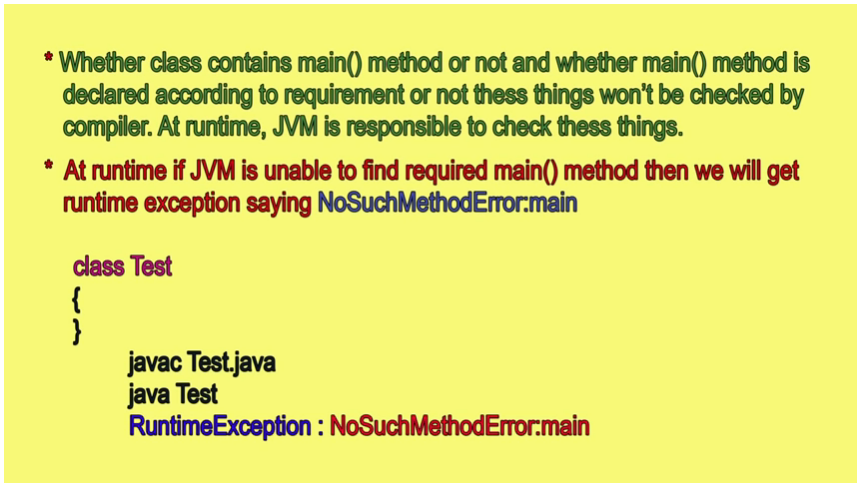 * Whether class contains main() method or not and whether main() method is
declared according to requirement or not thess things won't be checked by
compiler. At runtime, JVM is responsible to check thess things.
* At runtime if JVM is unable to find required main() method then we will get
runtime exception saying NoSuchMethodError:main
class Test
{
}
javac Test.java
java Test
RuntimeException : NoSuchMethodError:main